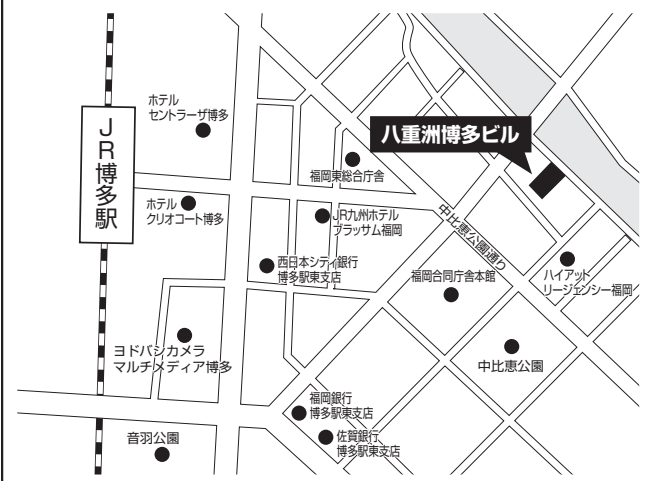 ホテル
セントラーザ博多
八重洲博多ビル
JR博多駅
福岡東総合庁舎
ホテル
クリオコート博多
JR九州ホテル
ブラッサム福岡
中比恵公園通り
西日本シティ銀行
博多駅東支店
福岡合同庁舎本館
ハイアット
リージェンシー福岡
ヨドバシカメラ
マルチメディア博多
中比恵公園
福岡銀行
博多駅東支店
音羽公園
佐賀銀行
博多駅東支店